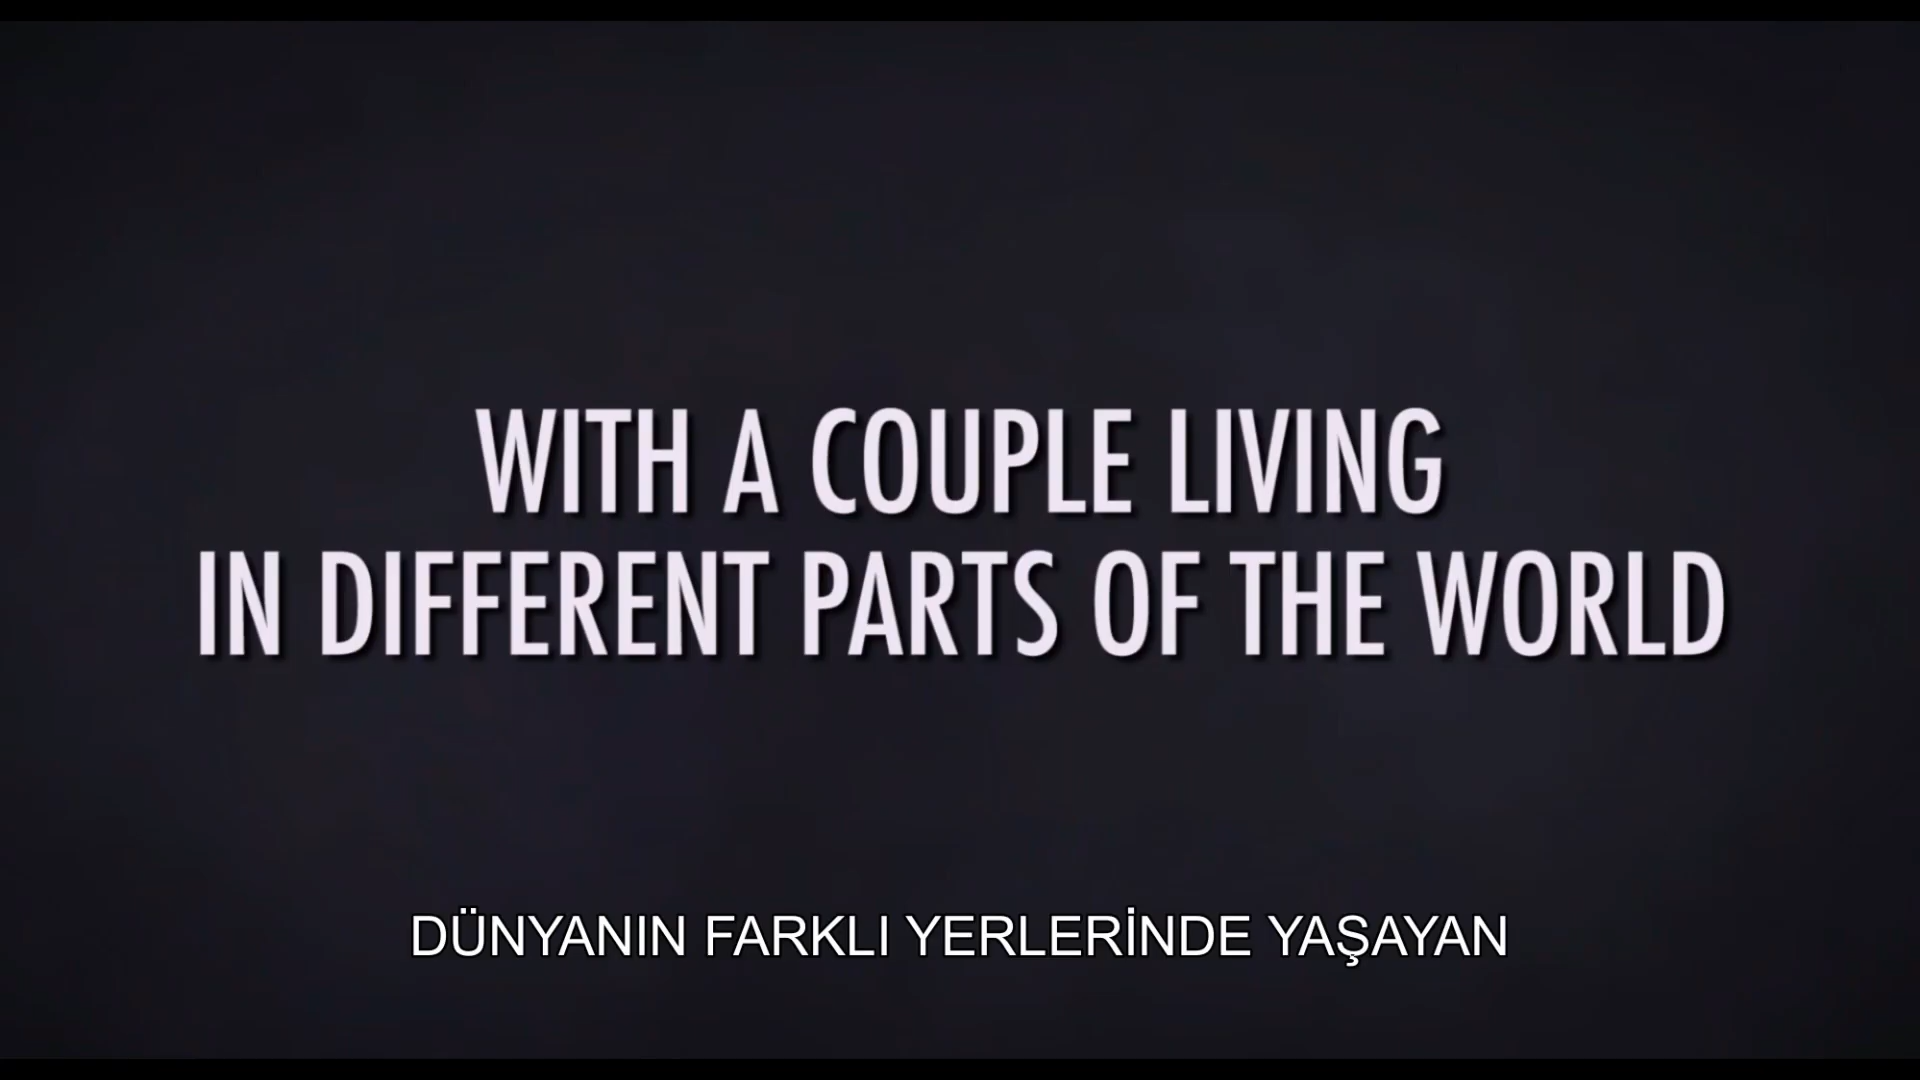 WITH A COUPLE LIVING
IN DIFFERENT PARTS OF THE WORLD
DÜNYANIN FARKLI YERLERİNDE YAŞAYAN